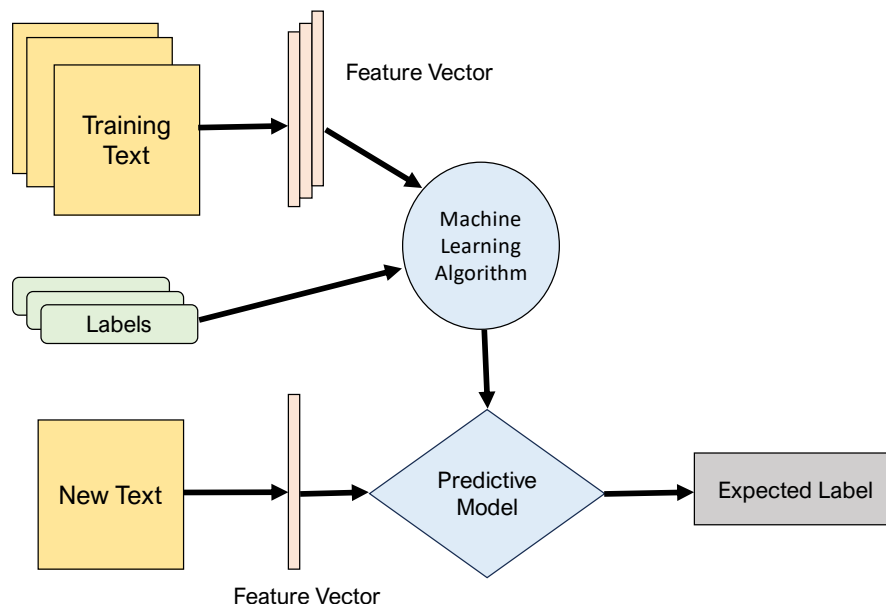 Feature Vector
Training
Text
Machine
Learning
Algorithm
Labels
New Text
Predictive
Model
Expected Label
Feature Vector